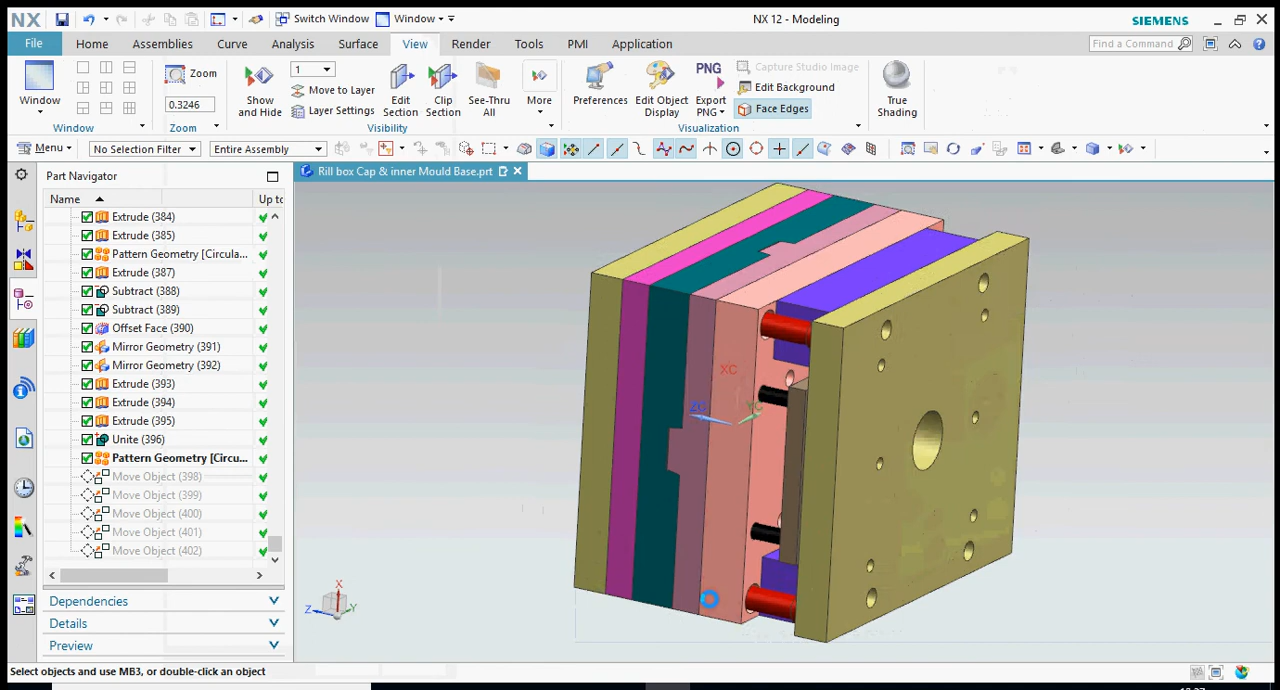 NX Switch Window Window NX 12 - Modeling SIEMENS
File Home Assemblies Curve Analysis Surface View Render Tools PMI Application Find a Command
Window
Zoom
0.3246
Show and Hide
1
Move to Layer
Layer Settings
Edit Section
Clip Section
See-Thru All
More
Preferences
Edit Object Display
Export PNG
PNG
Capture Studio Image
Edit Background
Face Edges
True Shading
Window Zoom Visibility Visualization
Menu No Selection Filter Entire Assembly
Part Navigator
Rill box Cap & inner Mould Base.prt
Name Up to
Extrude (384)
Extrude (385)
Pattern Geometry [Circula...
Extrude (387)
Subtract (388)
Subtract (389)
Offset Face (390)
Mirror Geometry (391)
Mirror Geometry (392)
Extrude (393)
Extrude (394)
Extrude (395)
Unite (396)
Pattern Geometry [Circu...
Move Object (398)
Move Object (399)
Move Object (400)
Move Object (401)
Move Object (402)
Dependencies
Details
Preview
XC
ZC YC
X
Z Y
Select objects and use MB3, or double-click an object